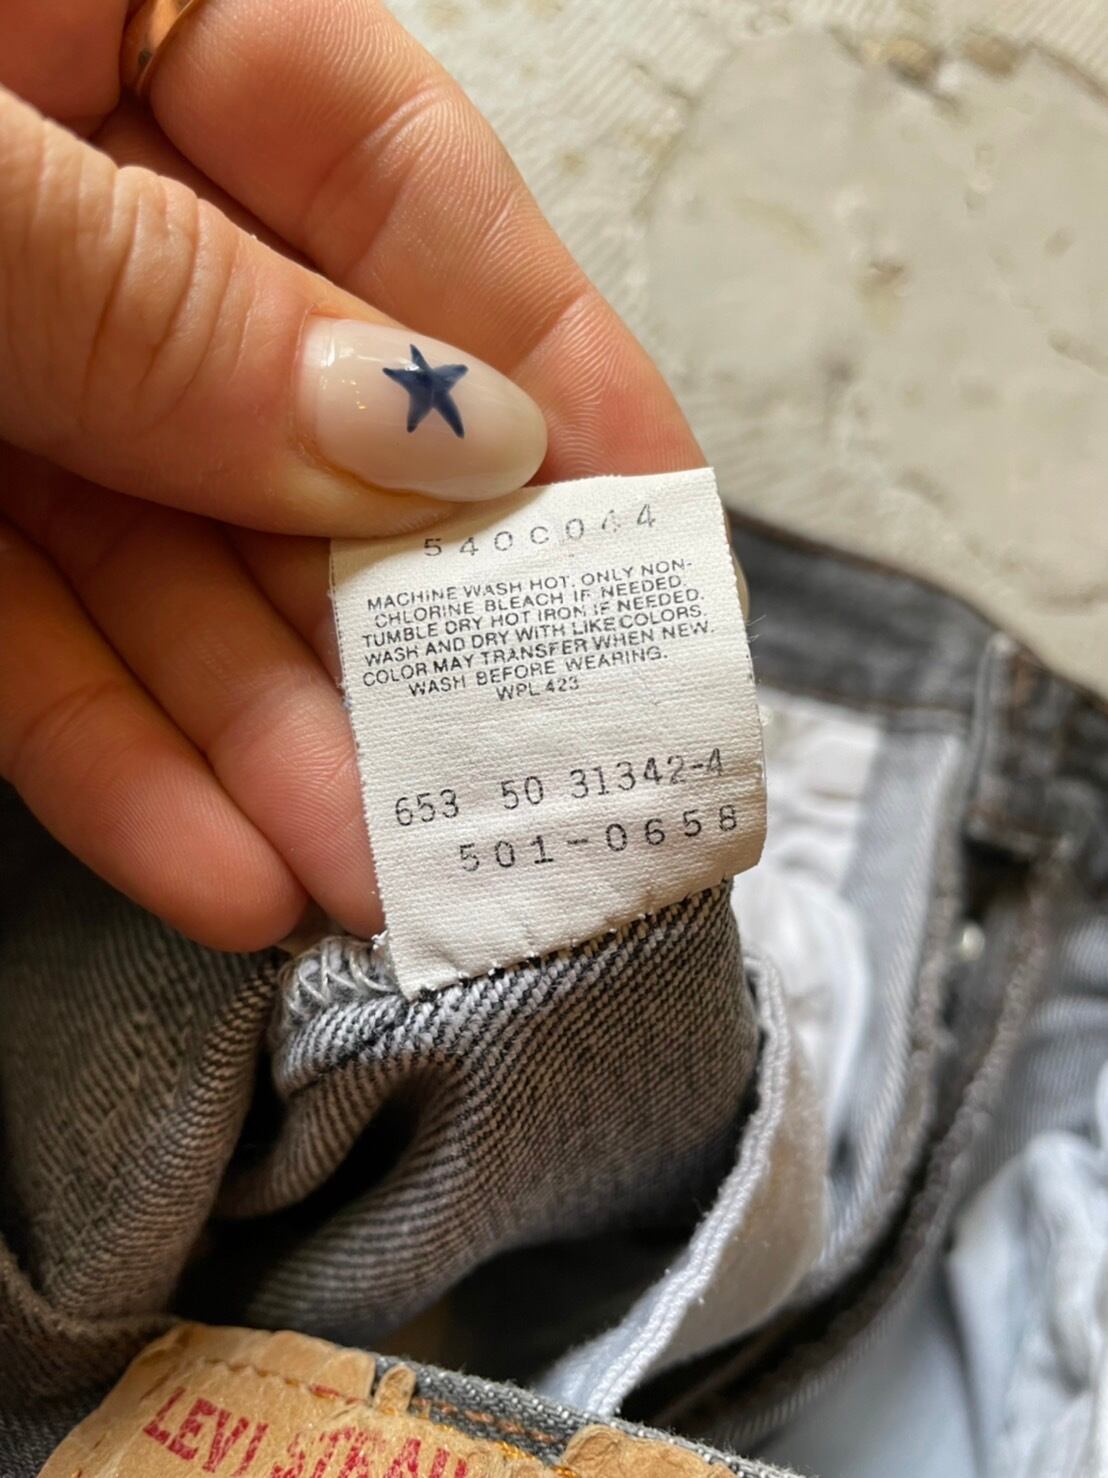 540C044
MACHINE WASH HOT, ONLY NON-
CHLORINE BLEACH IF NEEDED.
TUMBLE DRY HOT IRON IF NEEDED.
WASH AND DRY WITH LIKE COLORS.
COLOR MAY TRANSFER WHEN NEW.
WASH BEFORE WEARING.
WPL 423
653 50 31342-4
501-0658
LEVI